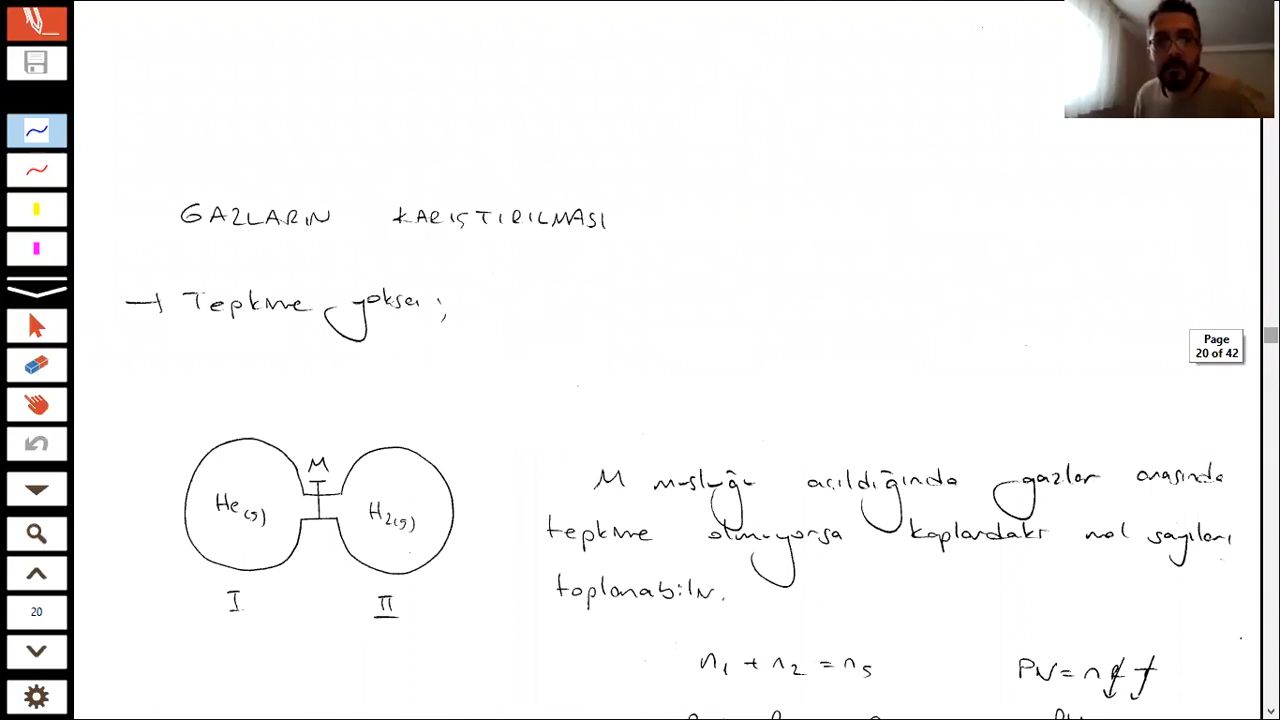 GAZLARIN KARIŞTIRILMASI
→ Tepkime yoksa ;
M
He(g)
H2(g)
I
II
M musluğu açıldığında gazlar arasında
tepkime olmuyorsa kaplardaki mol sayıları
toplanabilir.
n1 + n2 = ns
PV = n
Page
20 of 42
20